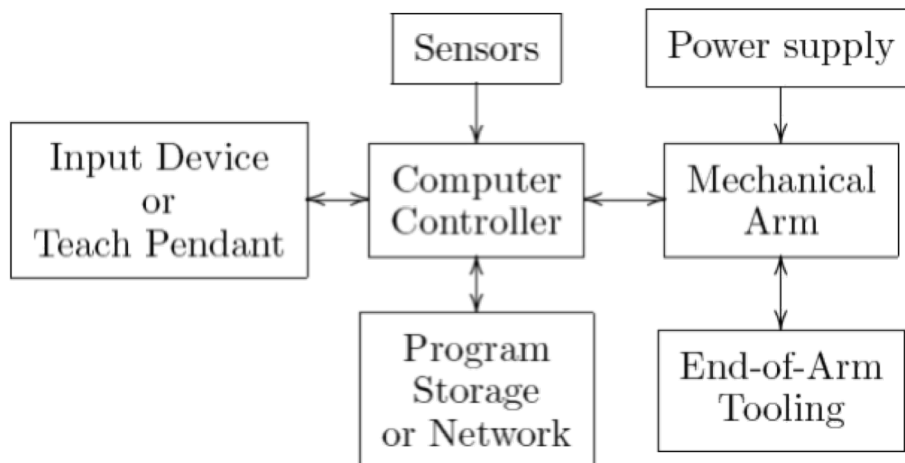 Sensors
Power supply
Input Device
or
Teach Pendant
Computer
Controller
Mechanical
Arm
Program
Storage
or Network
End-of-Arm
Tooling